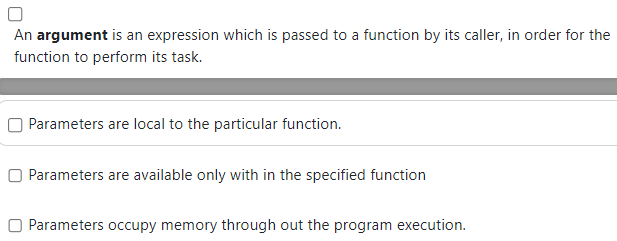 An argument is an expression which is passed to a function by its caller, in order for the
function to perform its task.
Parameters are local to the particular function.
Parameters are available only with in the specified function
Parameters occupy memory through out the program execution.